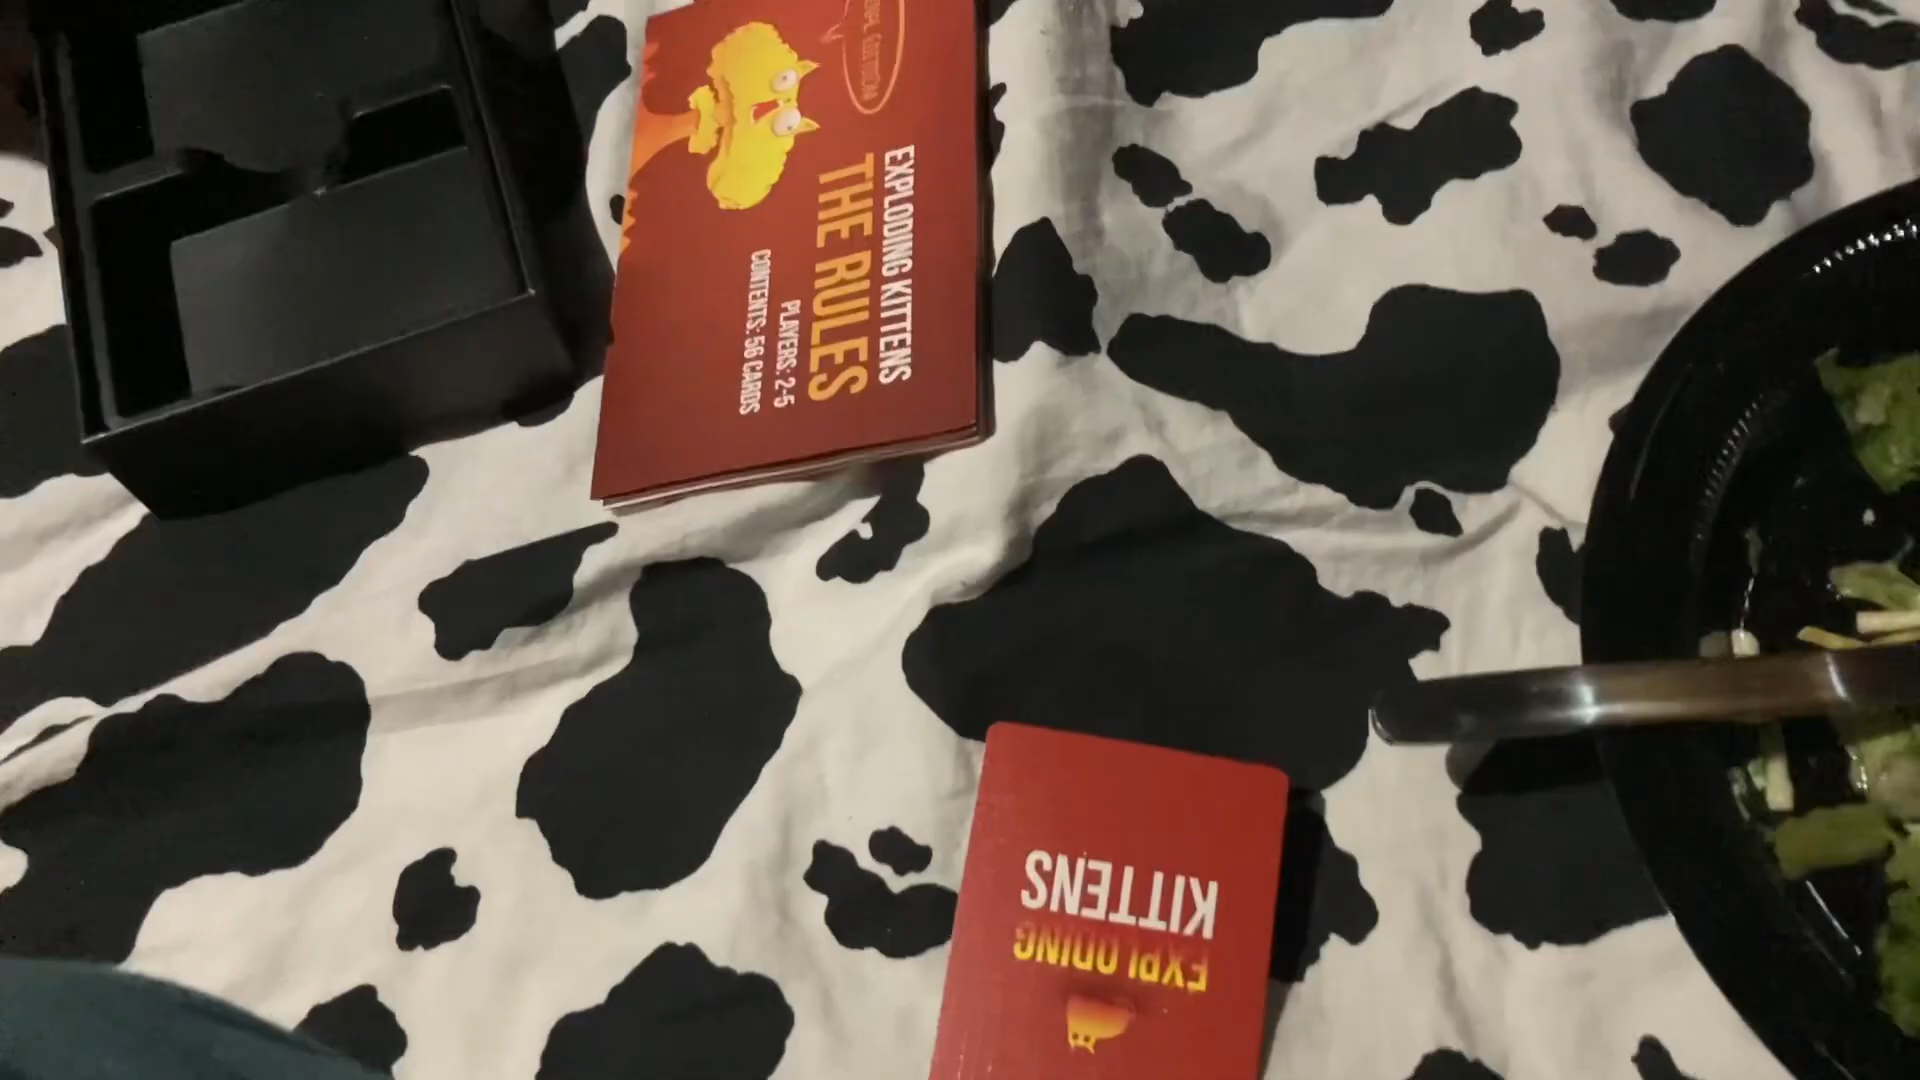 EXPLODING KITTENS
THE RULES
PLAYERS: 2-5
CONTENTS: 56 CARDS
EXPLODING
KITTENS